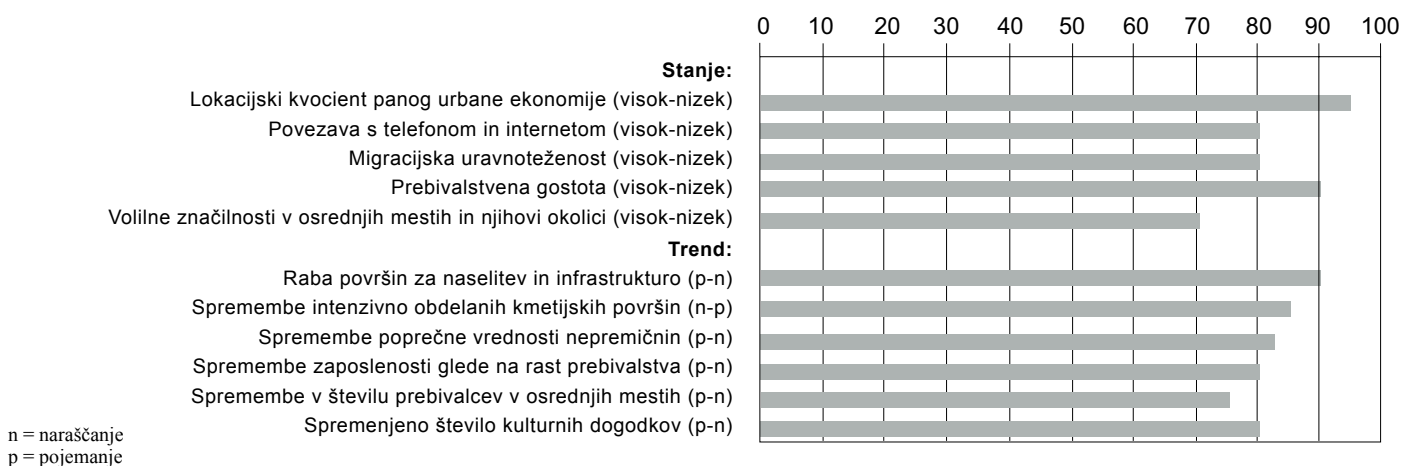 0 10 20 30 40 50 60 70 80 90 100
Stanje:
Lokacijski kvocient panog urbane ekonomije (visok-nizek)
Povezava s telefonom in internetom (visok-nizek)
Migracijska uravnoteženost (visok-nizek)
Prebivalstvena gostota (visok-nizek)
Volilne značilnosti v osrednjih mestih in njihovi okolici (visok-nizek)
Trend:
Raba površin za naselitev in infrastrukturo (p-n)
Spremembe intenzivno obdelanih kmetijskih površin (n-p)
Spremembe poprečne vrednosti nepremičnin (p-n)
Spremembe zaposlenosti glede na rast prebivalstva (p-n)
Spremembe v številu prebivalcev v osrednjih mestih (p-n)
Spremenjeno število kulturnih dogodkov (p-n)
n = naraščanje
p = pojemanje